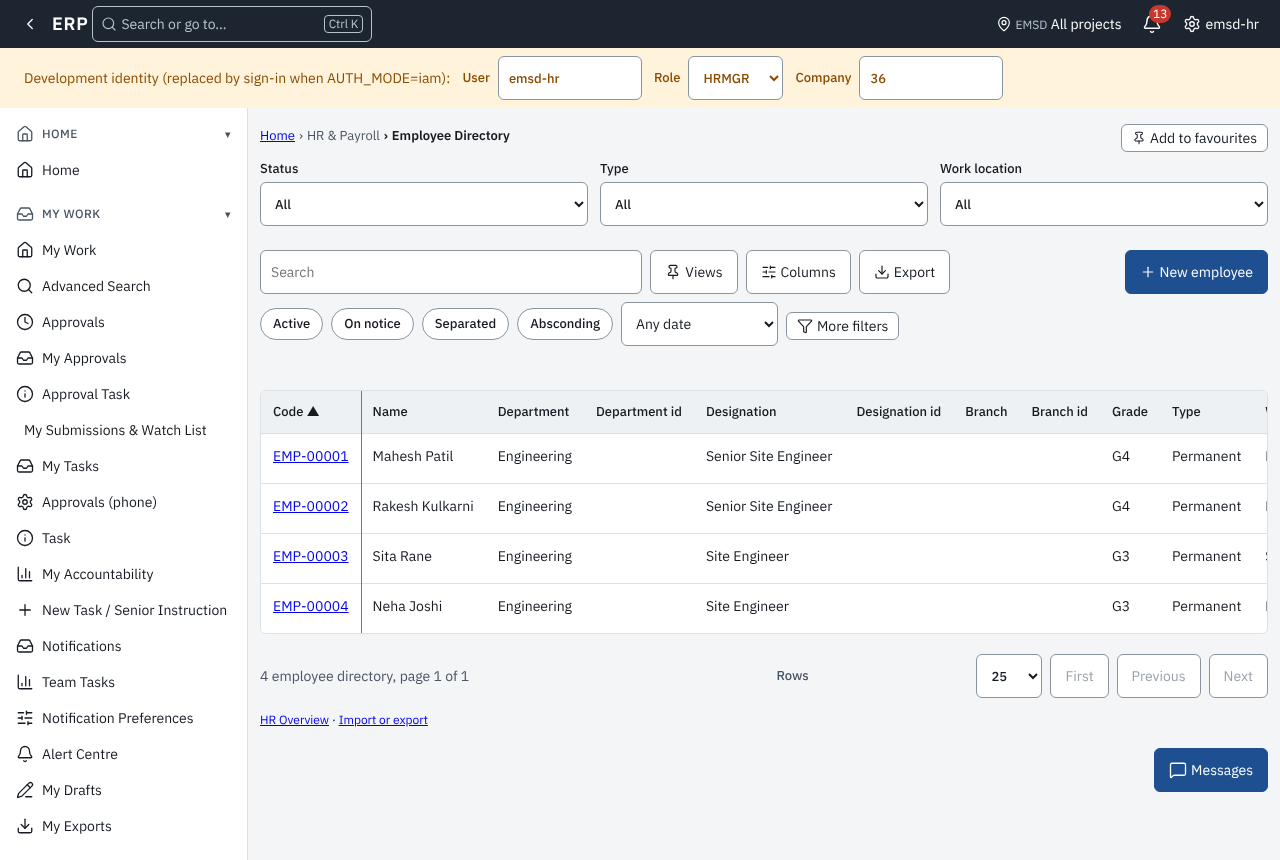 ERP
Search or go to...
Ctrl K
EMSD All projects
13
emsd-hr
Development identity (replaced by sign-in when AUTH_MODE=iam):
User
emsd-hr
Role
HRMGR
Company
36
HOME
Home
MY WORK
My Work
Advanced Search
Approvals
My Approvals
Approval Task
My Submissions & Watch List
My Tasks
Approvals (phone)
Task
My Accountability
New Task / Senior Instruction
Notifications
Team Tasks
Notification Preferences
Alert Centre
My Drafts
My Exports
Home › HR & Payroll › Employee Directory
Add to favourites
Status
Type
Work location
All
All
All
Search
Views
Columns
Export
New employee
Active
On notice
Separated
Absconding
Any date
More filters
Code ▲ Name Department Department id Designation Designation id Branch Branch id Grade Type
EMP-00001 Mahesh Patil Engineering Senior Site Engineer G4 Permanent
EMP-00002 Rakesh Kulkarni Engineering Senior Site Engineer G4 Permanent
EMP-00003 Sita Rane Engineering Site Engineer G3 Permanent
EMP-00004 Neha Joshi Engineering Site Engineer G3 Permanent
4 employee directory, page 1 of 1
Rows
25
First
Previous
Next
HR Overview · Import or export
Messages